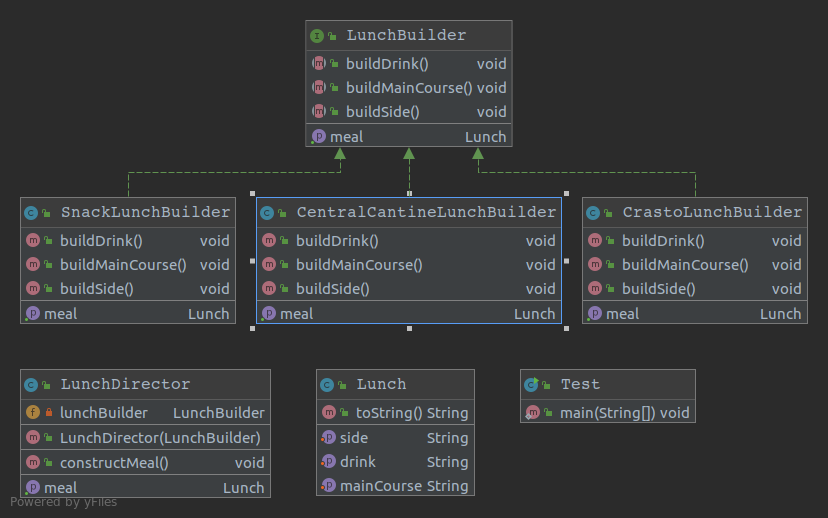 LunchBuilder
buildDrink() void
buildMainCourse() void
buildSide() void
meal Lunch
SnackLunchBuilder
buildDrink() void
buildMainCourse() void
buildSide() void
meal Lunch
CentralCantineLunchBuilder
buildDrink() void
buildMainCourse() void
buildSide() void
meal Lunch
CrastoLunchBuilder
buildDrink() void
buildMainCourse() void
buildSide() void
meal Lunch
LunchDirector
lunchBuilder LunchBuilder
LunchDirector(LunchBuilder)
constructMeal() void
meal Lunch
Lunch
toString() String
side String
drink String
mainCourse String
Test
main(String[]) void
Powered by yFiles